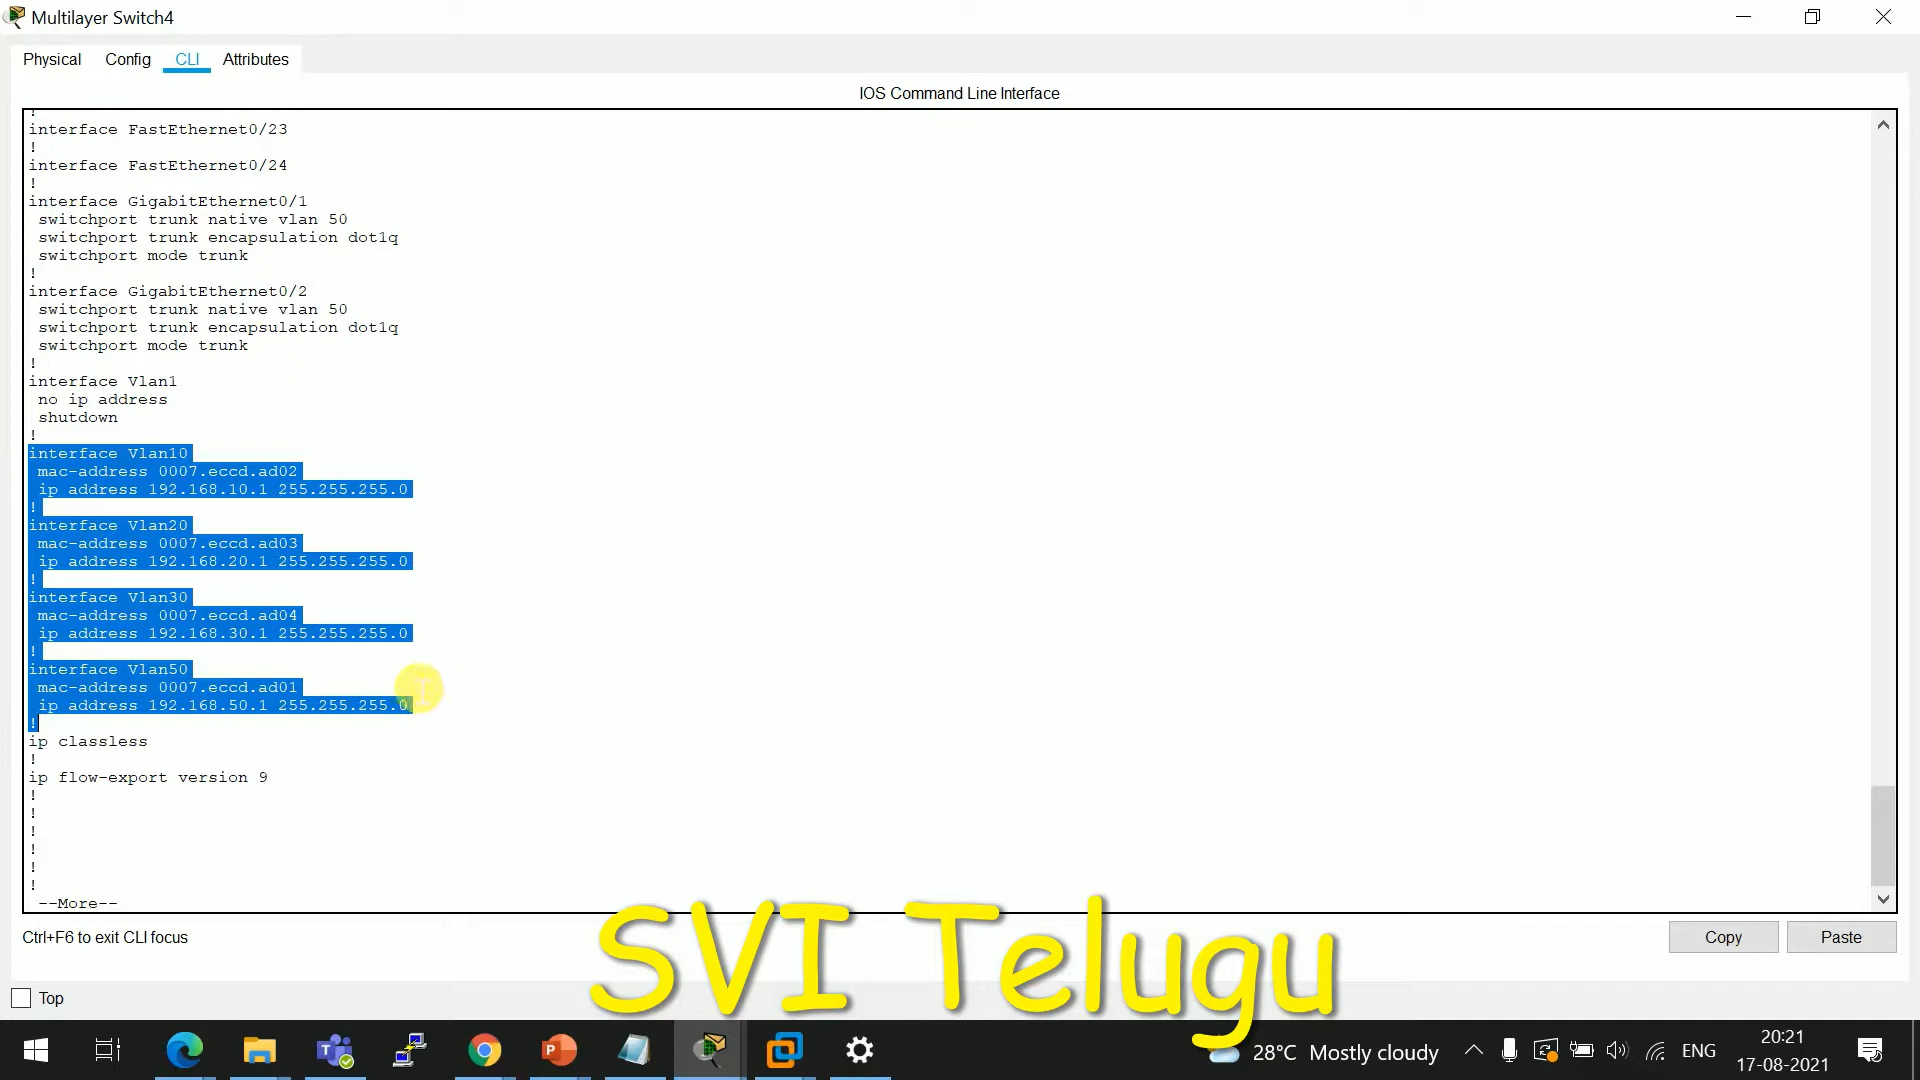 Multilayer Switch4
Physical Config CLI Attributes
IOS Command Line Interface
!
interface FastEthernet0/23
!
interface FastEthernet0/24
!
interface GigabitEthernet0/1
switchport trunk native vlan 50
switchport trunk encapsulation dot1q
switchport mode trunk
!
interface GigabitEthernet0/2
switchport trunk native vlan 50
switchport trunk encapsulation dot1q
switchport mode trunk
!
interface Vlan1
no ip address
shutdown
!
interface Vlan10
mac-address 0007.eccd.ad02
ip address 192.168.10.1 255.255.255.0
!
interface Vlan20
mac-address 0007.eccd.ad03
ip address 192.168.20.1 255.255.255.0
!
interface Vlan30
mac-address 0007.eccd.ad04
ip address 192.168.30.1 255.255.255.0
!
interface Vlan50
mac-address 0007.eccd.ad01
ip address 192.168.50.1 255.255.255.0
!
ip classless
!
ip flow-export version 9
!
!
!
!
!
!
--More--
Ctrl+F6 to exit CLI focus
Copy Paste
SVI Telugu
Top
28°C Mostly cloudy
ENG
20:21
17-08-2021